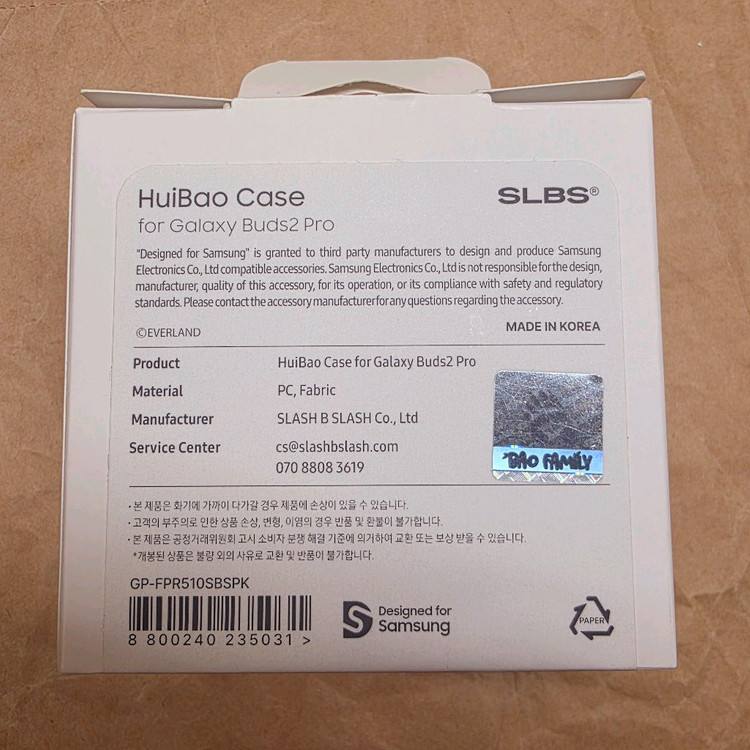 HuiBao Case
SLBS®
for Galaxy Buds2 Pro
"Designed for Samsung" is granted to third party manufacturers to design and produce Samsung
Electronics Co., Ltd compatible accessories. Samsung Electronics Co., Ltd is not responsible for the design,
manufacturer, quality of this accessory, for its operation, or its compliance with safety and regulatory
standards. Please contact the accessory manufacturer for any questions regarding the accessory.
©EVERLAND
MADE IN KOREA
Product HuiBao Case for Galaxy Buds2 Pro
Material PC, Fabric
Manufacturer SLASH B SLASH Co., Ltd
Service Center cs@slashbslash.com
070 8808 3619
BAO FAMILY
• 본 제품은 화기에 가까이 다가갈 경우 제품에 손상이 있을 수 있습니다.
• 고객의 부주의로 인한 상품 손상, 변형, 이염의 경우 반품 및 환불이 불가합니다.
• 본 제품은 공정거래위원회 고시 소비자 분쟁 해결 기준에 의거하여 교환 또는 보상 받을 수 있습니다.
*개봉된 상품은 불량 외의 사유로 교환 및 반품이 불가합니다.
GP-FPR510SBSPK
8 800240 235031 >
Designed for
Samsung
PAPER